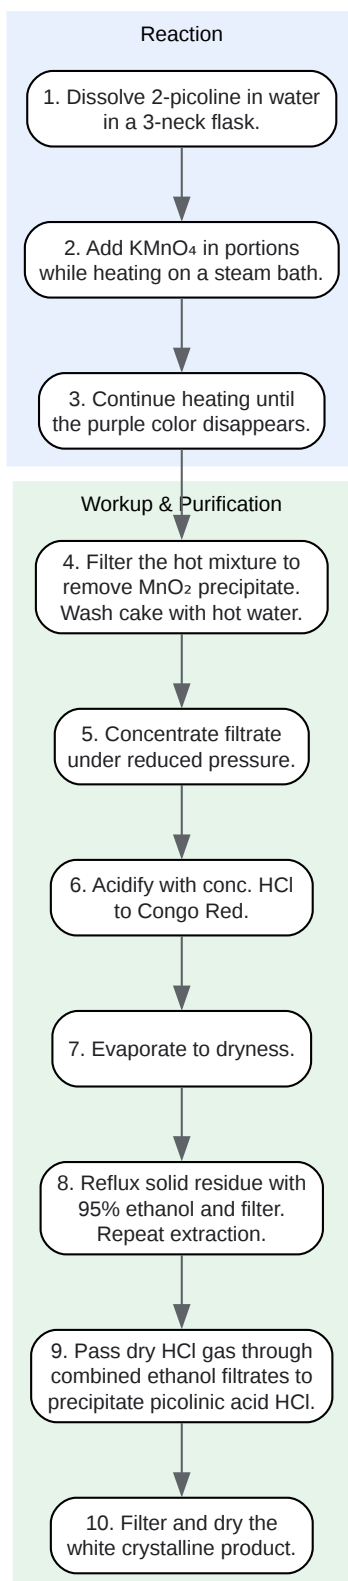 Reaction
1. Dissolve 2-picoline in water
in a 3-neck flask.
2. Add KMnO₄ in portions
while heating on a steam bath.
3. Continue heating until
the purple color disappears.
Workup & Purification
4. Filter the hot mixture to
remove MnO₂ precipitate.
Wash cake with hot water.
5. Concentrate filtrate
under reduced pressure.
6. Acidify with conc. HCl
to Congo Red.
7. Evaporate to dryness.
8. Reflux solid residue with
95% ethanol and filter.
Repeat extraction.
9. Pass dry HCl gas through
combined ethanol filtrates to
precipitate picolinic acid HCl.
10. Filter and dry the
white crystalline product.